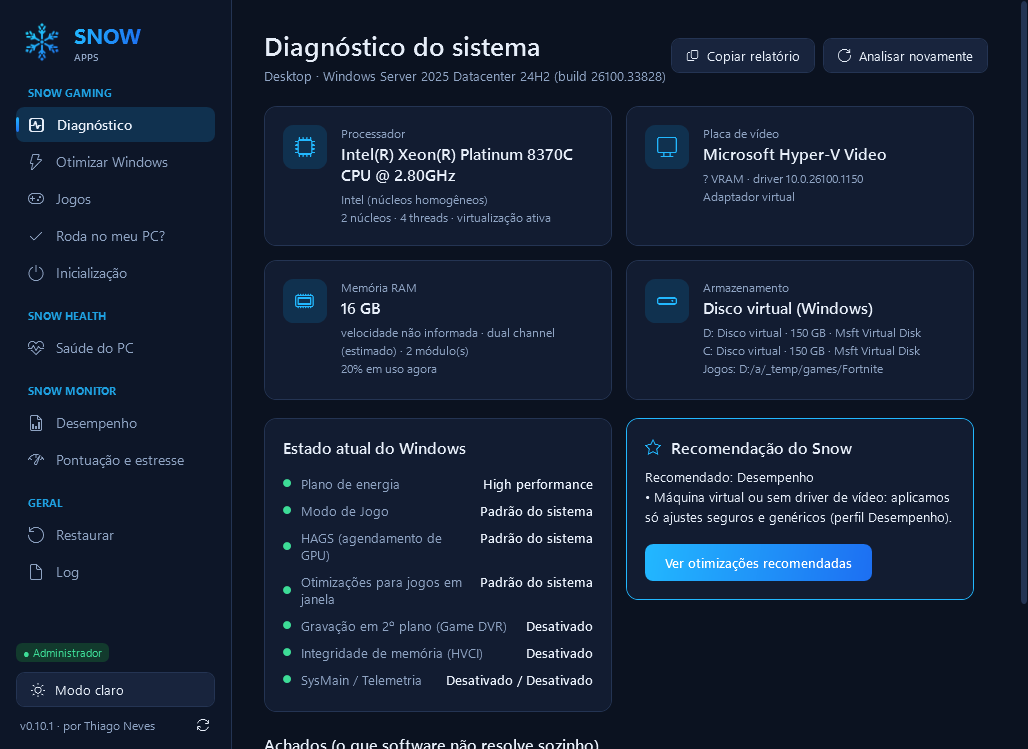 SNOW
APPS
SNOW GAMING
Diagnóstico
Otimizar Windows
Jogos
Roda no meu PC?
Inicialização
SNOW HEALTH
Saúde do PC
SNOW MONITOR
Desempenho
Pontuação e estresse
GERAL
Restaurar
Log
Administrador
Modo claro
v0.10.1 · por Thiago Neves
Diagnóstico do sistema
Desktop · Windows Server 2025 Datacenter 24H2 (build 26100.33828)
Copiar relatório
Analisar novamente
Processador
Intel(R) Xeon(R) Platinum 8370C
CPU @ 2.80GHz
Intel (núcleos homogêneos)
2 núcleos · 4 threads · virtualização ativa
Placa de vídeo
Microsoft Hyper-V Video
? VRAM · driver 10.0.26100.1150
Adaptador virtual
Memória RAM
16 GB
velocidade não informada · dual channel
(estimado) · 2 módulo(s)
20% em uso agora
Armazenamento
Disco virtual (Windows)
D: Disco virtual · 150 GB · Msft Virtual Disk
C: Disco virtual · 150 GB · Msft Virtual Disk
Jogos: D:/a/_temp/games/Fortnite
Estado atual do Windows
Plano de energia High performance
Modo de Jogo Padrão do sistema
HAGS (agendamento de Padrão do sistema
GPU)
Otimizações para jogos em Padrão do sistema
janela
Gravação em 2º plano (Game DVR) Desativado
Integridade de memória (HVCI) Desativado
SysMain / Telemetria Desativado / Desativado
Recomendação do Snow
Recomendado: Desempenho
• Máquina virtual ou sem driver de vídeo: aplicamos
só ajustes seguros e genéricos (perfil Desempenho).
Ver otimizações recomendadas
Achados (o que software não resolve sozinho)